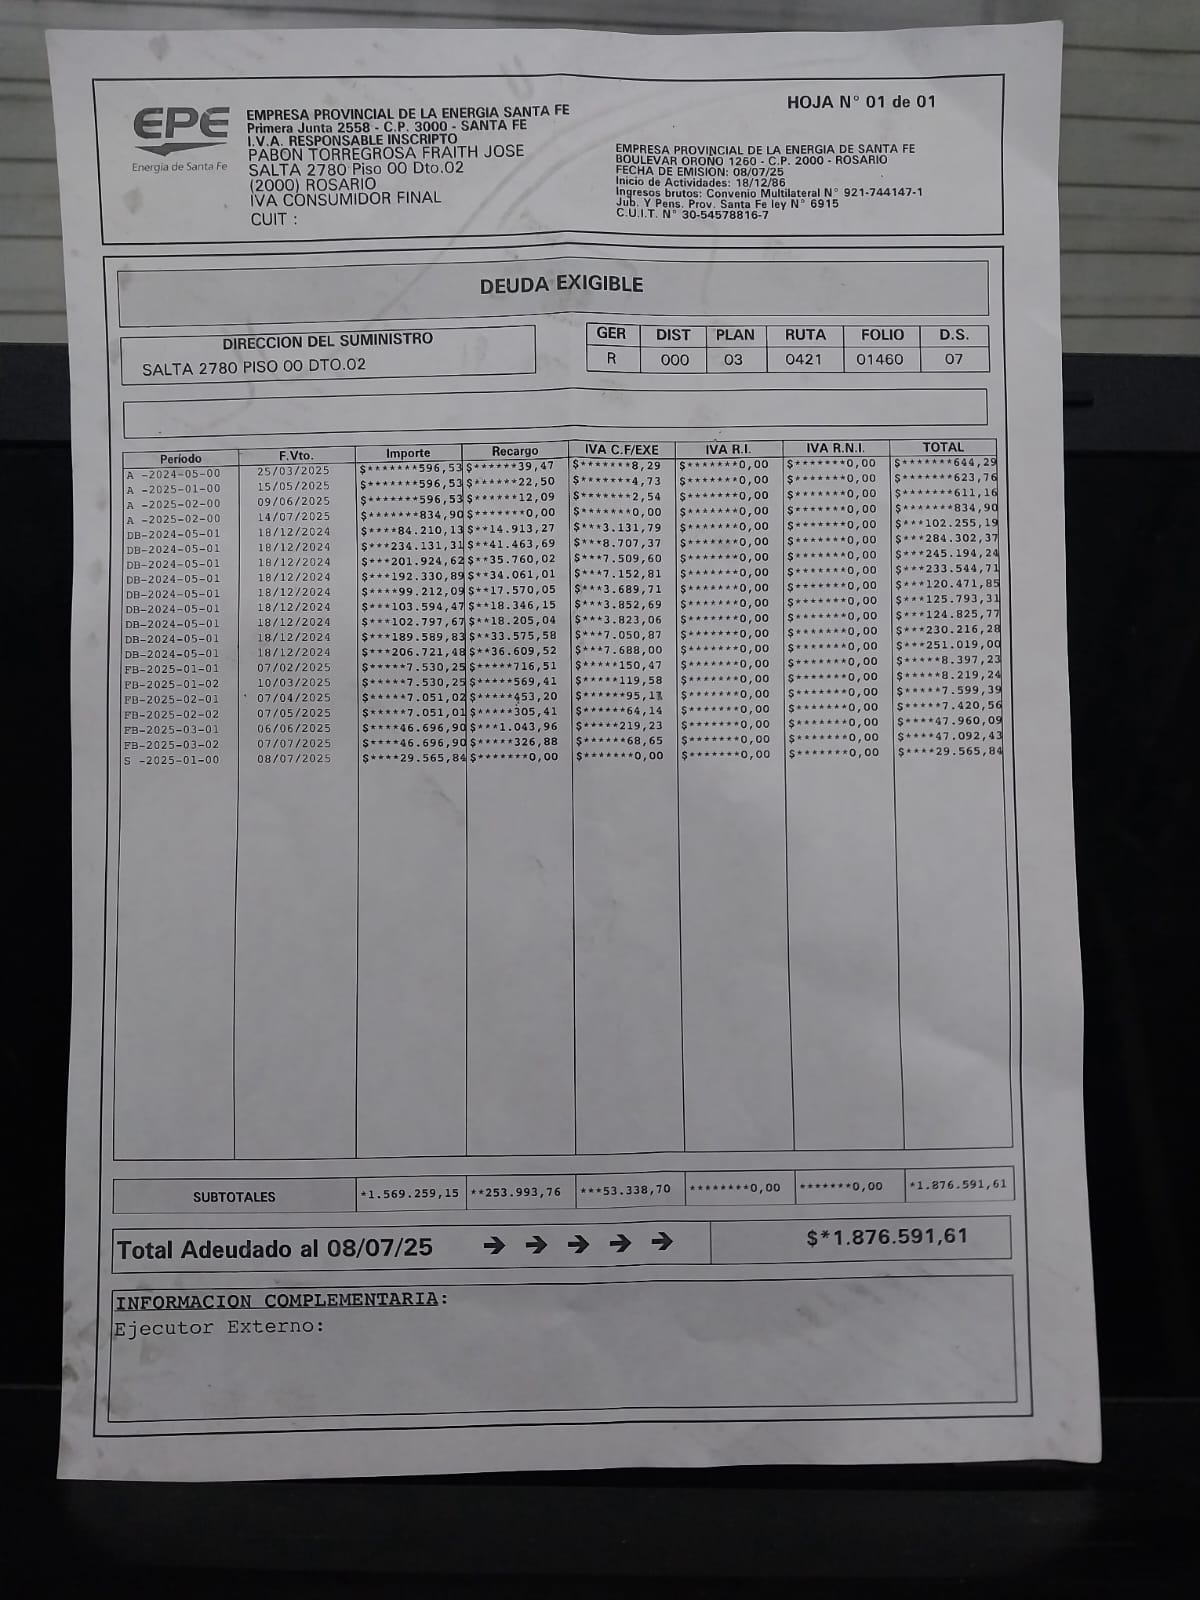 HOJA N° 01 de 01
EPE
Energia de Santa Fe
EMPRESA PROVINCIAL DE LA ENERGIA SANTA FE
Primera Junta 2558 - C.P. 3000 - SANTA FE
I.V.A. RESPONSABLE INSCRIPTO
PABON TORREGROSA FRAITH JOSE
SALTA 2780 Piso 00 Dto.02
(2000) ROSARIO
IVA CONSUMIDOR FINAL
CUIT :
EMPRESA PROVINCIAL DE LA ENERGIA DE SANTA FE
BOULEVAR OROÑO 1260 - C.P. 2000 - ROSARIO
FECHA DE EMISION: 08/07/25
Inicio de Actividades: 18/12/86
Ingresos brutos: Convenio Multilateral N° 921-744147-1
Jub. Y Pens. Prov. Santa Fe ley N° 6915
C.U.I.T. N° 30-54578816-7
DEUDA EXIGIBLE
DIRECCION DEL SUMINISTRO
SALTA 2780 PISO 00 DTO.02
GER DIST PLAN RUTA FOLIO D.S.
R 000 03 0421 01460 07
Período F.Vto. Importe Recargo IVA C.F/EXE IVA R.I. IVA R.N.I. TOTAL
A -2024-05-00 25/03/2025 $*******596,53 $******39,47 $*******8,29 $*******0,00 $*******0,00 $*******644,29
A -2025-01-00 15/05/2025 $*******596,53 $******22,50 $*******4,73 $*******0,00 $*******0,00 $*******623,76
A -2025-02-00 09/06/2025 $*******596,53 $******12,09 $*******2,54 $*******0,00 $*******0,00 $*******611,16
A -2025-02-00 14/07/2025 $*******834,90 $*******0,00 $*******0,00 $*******0,00 $*******0,00 $*******834,90
DB-2024-05-01 18/12/2024 $****84.210,13 $**14.913,27 $***3.131,79 $*******0,00 $*******0,00 $***102.255,19
DB-2024-05-01 18/12/2024 $***234.131,31 $**41.463,69 $***8.707,37 $*******0,00 $*******0,00 $***284.302,37
DB-2024-05-01 18/12/2024 $***201.924,62 $**35.760,02 $***7.509,60 $*******0,00 $*******0,00 $***245.194,24
DB-2024-05-01 18/12/2024 $***192.330,89 $**34.061,01 $***7.152,81 $*******0,00 $*******0,00 $***233.544,71
DB-2024-05-01 18/12/2024 $****99.212,09 $**17.570,05 $***3.689,71 $*******0,00 $*******0,00 $***120.471,85
DB-2024-05-01 18/12/2024 $***103.594,47 $**18.346,15 $***3.852,69 $*******0,00 $*******0,00 $***125.793,31
DB-2024-05-01 18/12/2024 $***102.797,67 $**18.205,04 $***3.823,06 $*******0,00 $*******0,00 $***124.825,77
DB-2024-05-01 18/12/2024 $***189.589,83 $**33.575,58 $***7.050,87 $*******0,00 $*******0,00 $***230.216,28
DB-2024-05-01 18/12/2024 $***206.721,48 $**36.609,52 $***7.688,00 $*******0,00 $*******0,00 $***251.019,00
FB-2025-01-01 07/02/2025 $*****7.530,25 $*****716,51 $*****150,47 $*******0,00 $*******0,00 $*****8.397,23
FB-2025-01-02 10/03/2025 $*****7.530,25 $*****569,41 $*****119,58 $*******0,00 $*******0,00 $*****8.219,24
FB-2025-02-01 07/04/2025 $*****7.051,02 $*****453,20 $******95,17 $*******0,00 $*******0,00 $*****7.599,39
FB-2025-02-02 07/05/2025 $*****7.051,01 $*****305,41 $******64,14 $*******0,00 $*******0,00 $*****7.420,56
FB-2025-03-01 06/06/2025 $****46.696,90 $***1.043,96 $*****219,23 $*******0,00 $*******0,00 $****47.960,09
FB-2025-03-02 07/07/2025 $****46.696,90 $*****326,88 $******68,65 $*******0,00 $*******0,00 $****47.092,43
S -2025-01-00 08/07/2025 $****29.565,84 $*******0,00 $*******0,00 $*******0,00 $*******0,00 $****29.565,84
SUBTOTALES *1.569.259,15 **253.993,76 ***53.338,70 ********0,00 *******0,00 *1.876.591,61
Total Adeudado al 08/07/25 → → → → → $*1.876.591,61
INFORMACION COMPLEMENTARIA:
Ejecutor Externo: